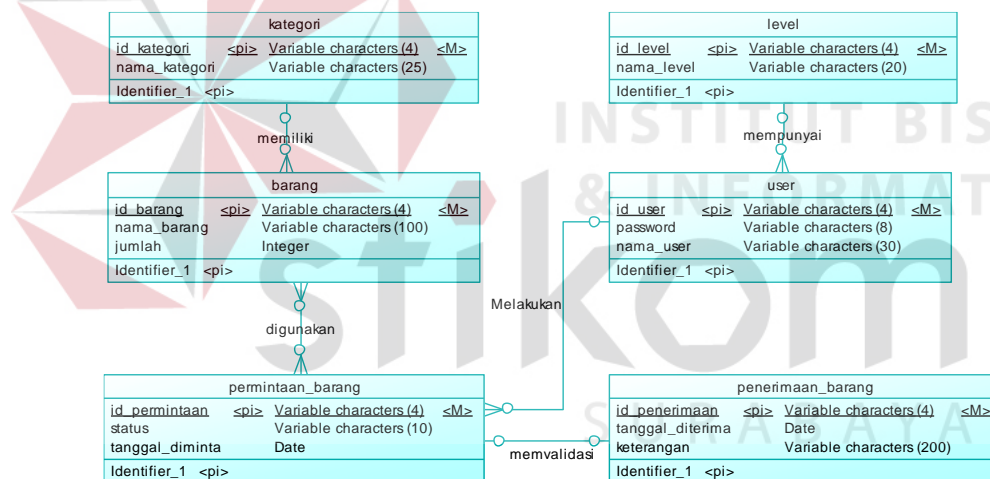 kategori
id_kategori <pi> Variable characters (4) <M>
nama_kategori Variable characters (25)
Identifier_1 <pi>
level
id_level <pi> Variable characters (4) <M>
nama_level Variable characters (20)
Identifier_1 <pi>
INSTITUT BIS
memiliki
mempunyai
barang
id_barang <pi> Variable characters (4) <M>
nama_barang Variable characters (100)
jumlah Integer
Identifier_1 <pi>
& INFORMAT
user
id_user <pi> Variable characters (4) <M>
password Variable characters (8)
nama_user Variable characters (30)
Identifier_1 <pi>
stikom
Melakukan
digunakan
permintaan_barang
id_permintaan <pi> Variable characters (4) <M>
status Variable characters (10)
tanggal_diminta Date
Identifier_1 <pi>
SURABAYA
memvalidasi
penerimaan_barang
id_penerimaan <pi> Variable characters (4) <M>
tanggal_diterima Date
keterangan Variable characters (200)
Identifier_1 <pi>